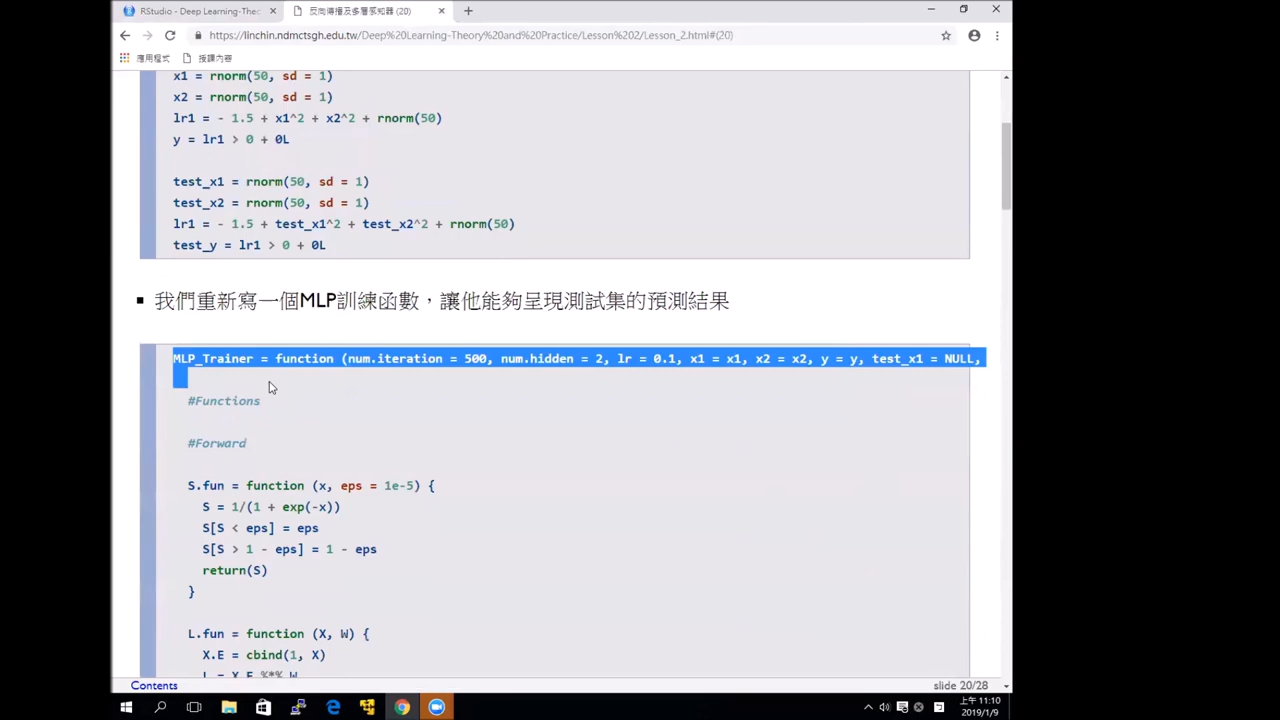 RStudio - Deep Learning-Theo
反向傳播及多層感知器 (20)
https://linchin.ndmctsgh.edu.tw/Deep%20Learning-Theory%20and%20Practice/Lesson%202/Lesson_2.html#(20)
應用程式
授課內容
x1 = rnorm(50, sd = 1)
x2 = rnorm(50, sd = 1)
lr1 = - 1.5 + x1^2 + x2^2 + rnorm(50)
y = lr1 > 0 + 0L
test_x1 = rnorm(50, sd = 1)
test_x2 = rnorm(50, sd = 1)
lr1 = - 1.5 + test_x1^2 + test_x2^2 + rnorm(50)
test_y = lr1 > 0 + 0L
▪ 我們重新寫一個MLP訓練函數，讓他能夠呈現測試集的預測結果
MLP_Trainer = function (num.iteration = 500, num.hidden = 2, lr = 0.1, x1 = x1, x2 = x2, y = y, test_x1 = NULL,
#Functions
#Forward
S.fun = function (x, eps = 1e-5) {
S = 1/(1 + exp(-x))
S[S < eps] = eps
S[S > 1 - eps] = 1 - eps
return(S)
}
L.fun = function (X, W) {
X.E = cbind(1, X)
L = X.E %*% W
Contents
slide 20/28
上午 11:10
2019/1/9